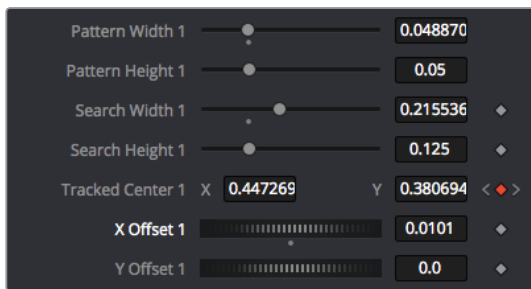 Pattern Width 1 0.048870
Pattern Height 1 0.05
Search Width 1 0.215536
Search Height 1 0.125
Tracked Center 1 X 0.447269 Y 0.380694
X Offset 1 0.0101
Y Offset 1 0.0